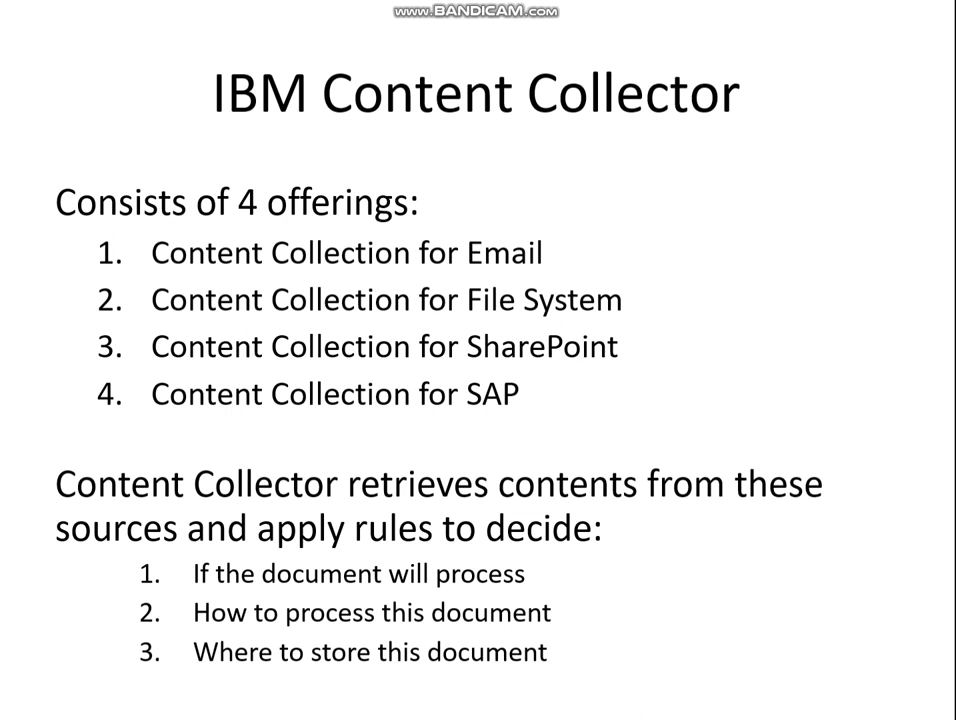 www.BANDICAM.com
IBM Content Collector
Consists of 4 offerings:
1. Content Collection for Email
2. Content Collection for File System
3. Content Collection for SharePoint
4. Content Collection for SAP
Content Collector retrieves contents from these
sources and apply rules to decide:
1. If the document will process
2. How to process this document
3. Where to store this document